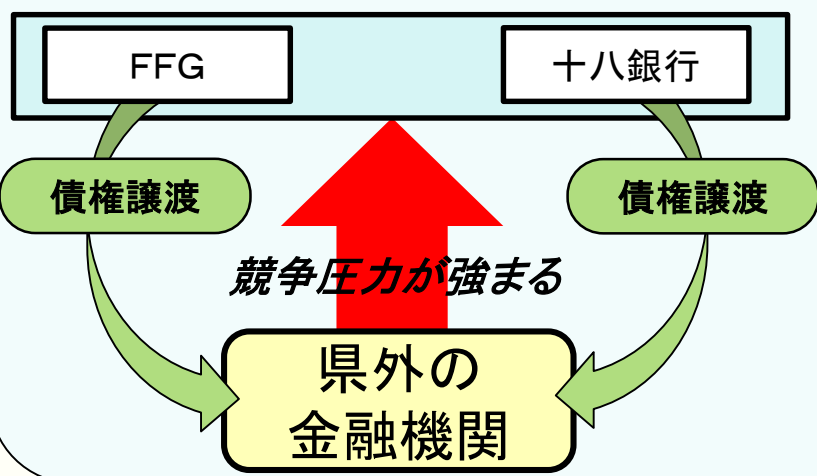 FFG
十八銀行
債権譲渡
債権譲渡
競争圧力が強まる
県外の
金融機関